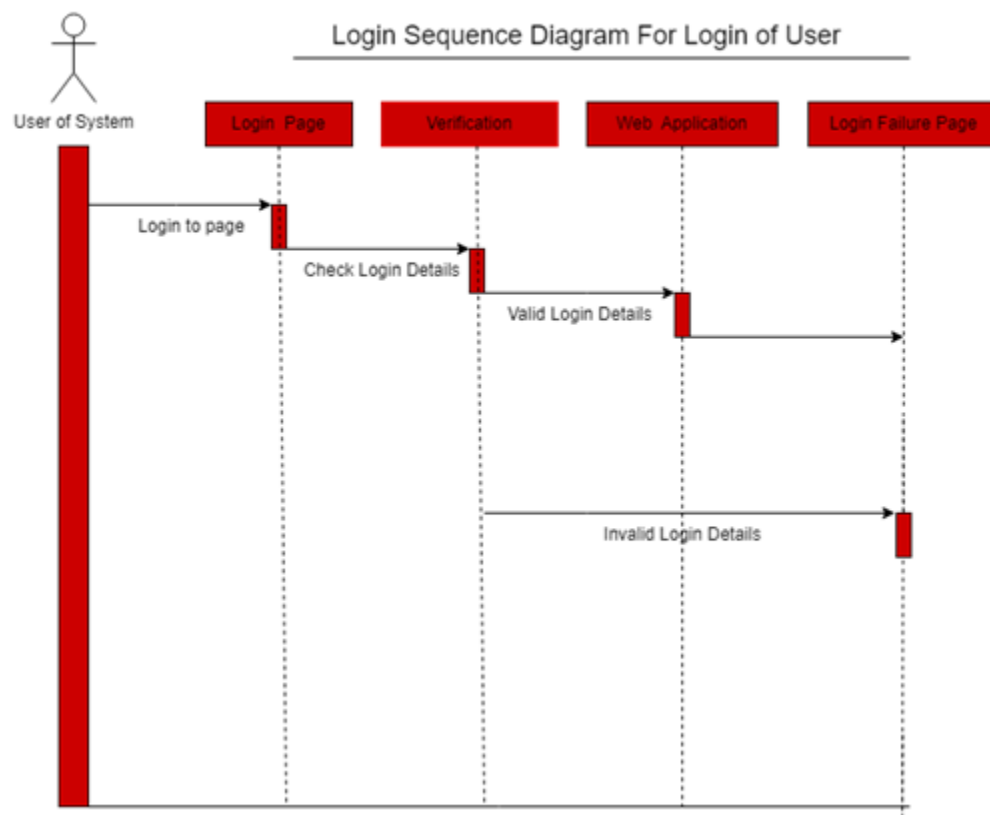 Login Sequence Diagram For Login of User
User of System
Login Page
Verification
Web Application
Login Failure Page
Login to page
Check Login Details
Valid Login Details
Invalid Login Details